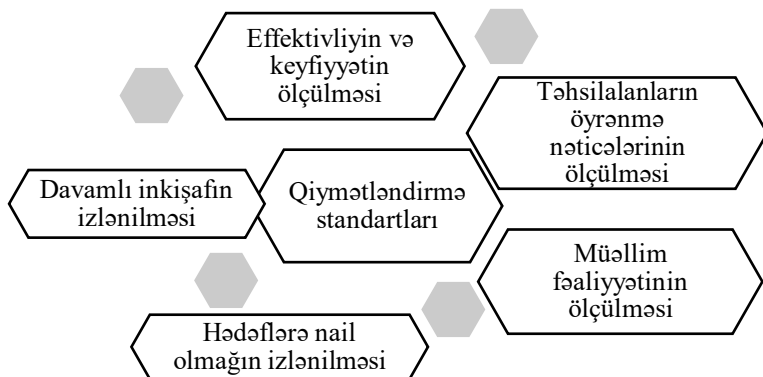 Effektivliyin və
keyfiyyətin
ölçülməsi
Təhsilalanların
öyrənmə
nəticələrinin
ölçülməsi
Davamlı inkişafın
izlənilməsi
Qiymətləndirmə
standartları
Müəllim
fəaliyyətinin
ölçülməsi
Hədəflərə nail
olmağın izlənilməsi